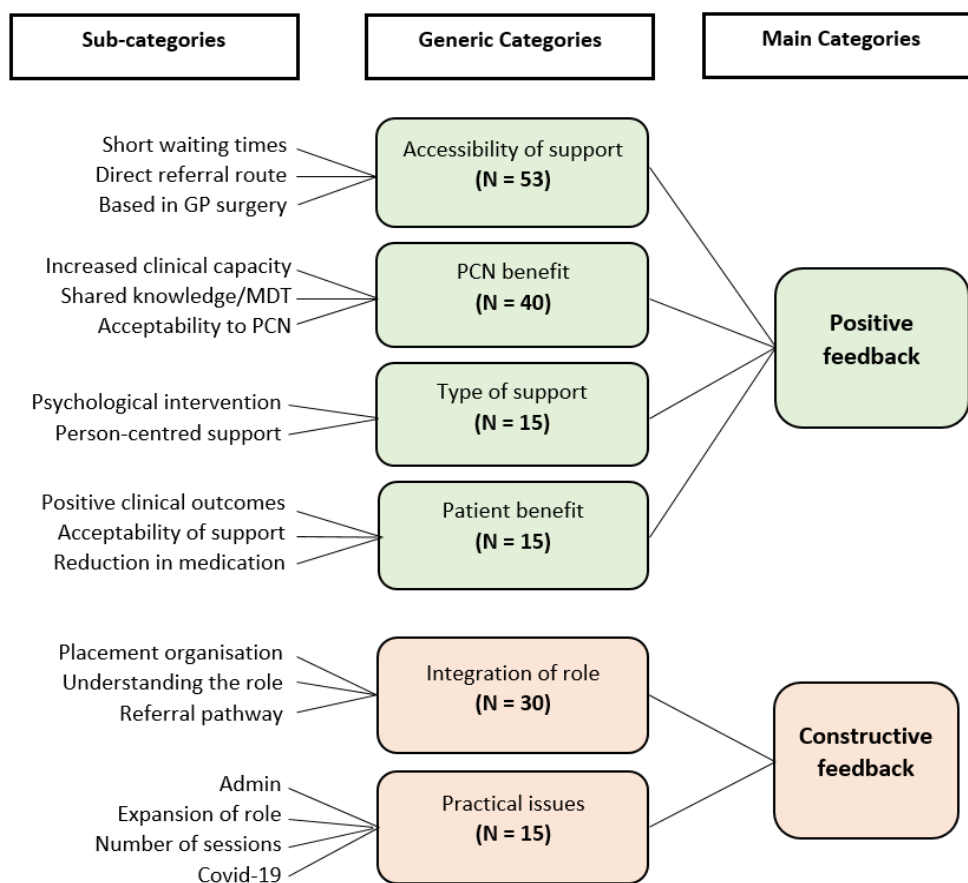 Sub-categories
Generic Categories
Main Categories
Short waiting times
Direct referral route
Based in GP surgery
Accessibility of support
(N = 53)
Increased clinical capacity
Shared knowledge/MDT
Acceptability to PCN
PCN benefit
(N = 40)
Psychological intervention
Person-centred support
Type of support
(N = 15)
Positive clinical outcomes
Acceptability of support
Reduction in medication
Patient benefit
(N = 15)
Positive
feedback
Placement organisation
Understanding the role
Referral pathway
Integration of role
(N = 30)
Admin
Expansion of role
Number of sessions
Covid-19
Practical issues
(N = 15)
Constructive
feedback